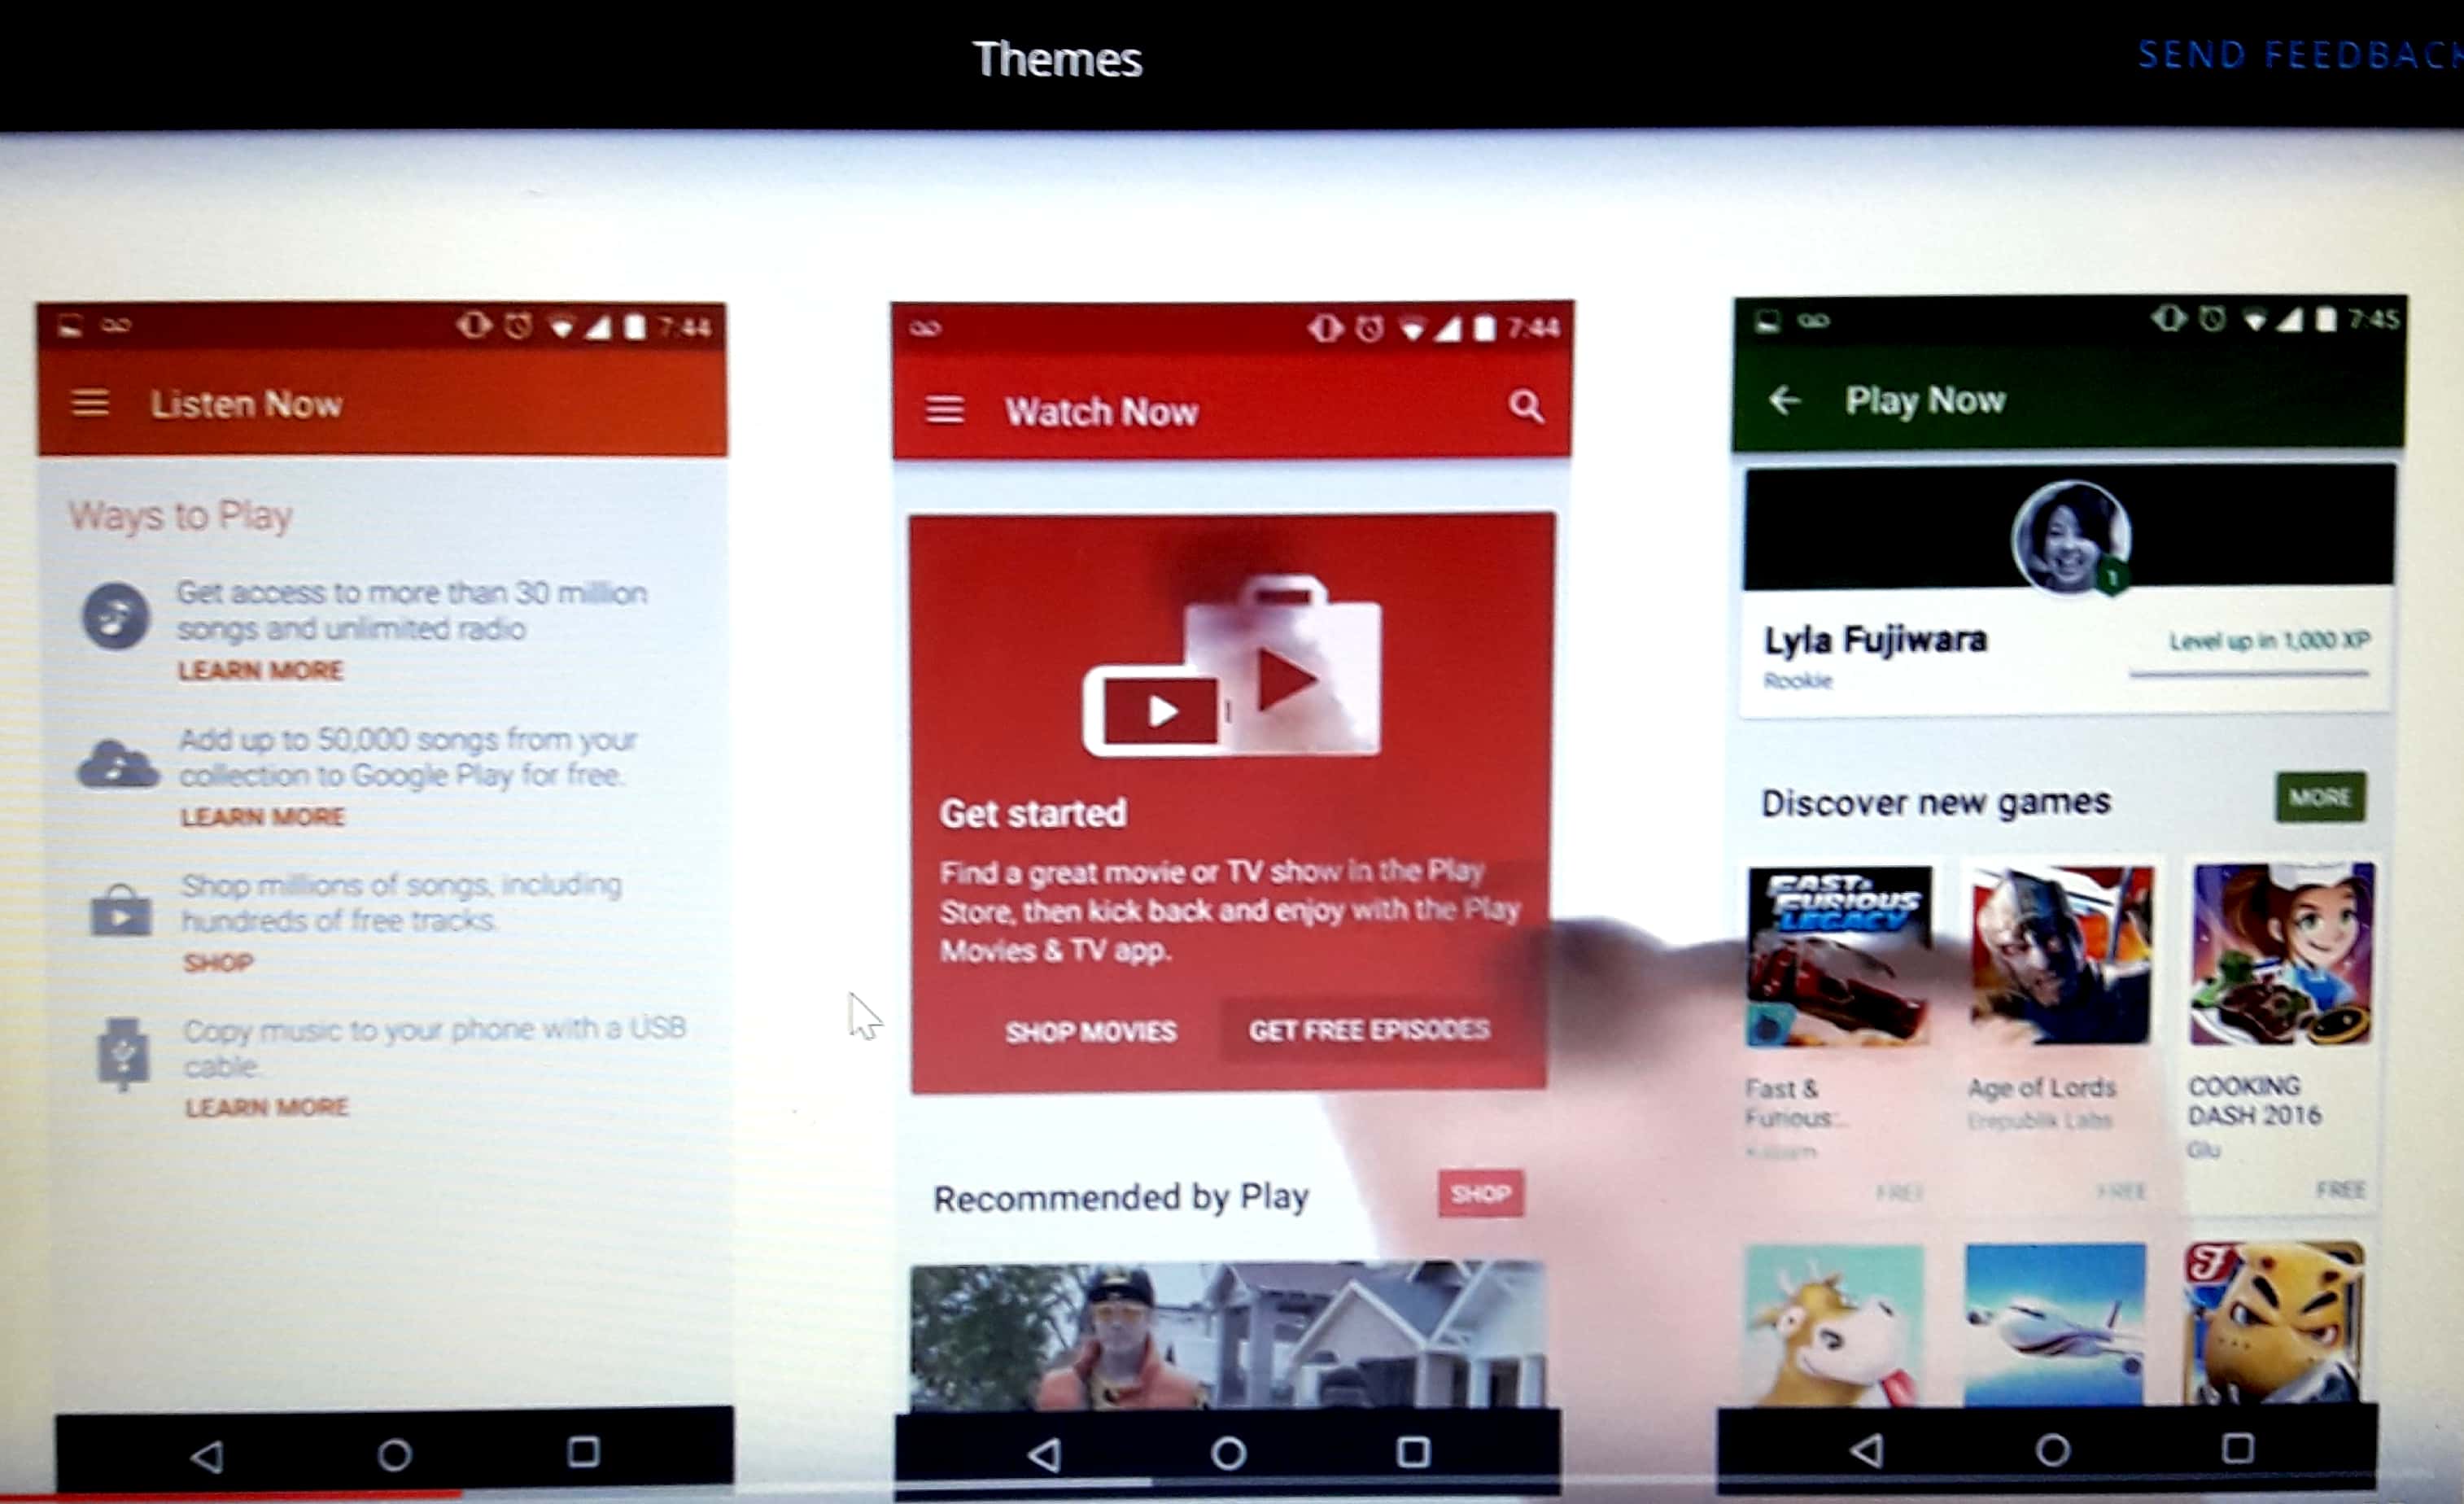 Themes
SEND FEEDBACK
7:44
Listen Now
Ways to Play
Get access to more than 30 million
songs and unlimited radio
LEARN MORE
Add up to 50,000 songs from your
collection to Google Play for free.
LEARN MORE
Shop millions of songs, including
hundreds of free tracks.
SHOP
Copy music to your phone with a USB
cable.
LEARN MORE
7:44
Watch Now
Get started
Find a great movie or TV show in the Play
Store, then kick back and enjoy with the Play
Movies & TV app.
SHOP MOVIES GET FREE EPISODES
Recommended by Play SHOP
7:45
Play Now
1
Lyla Fujiwara
Level up in 1,000 XP
Rookie
Discover new games MORE
FAST &
FURIOUS
LEGACY
Fast & Age of Lords COOKING
Furious:.. Erepublik Labs DASH 2016
Glu
FREE FREE FREE